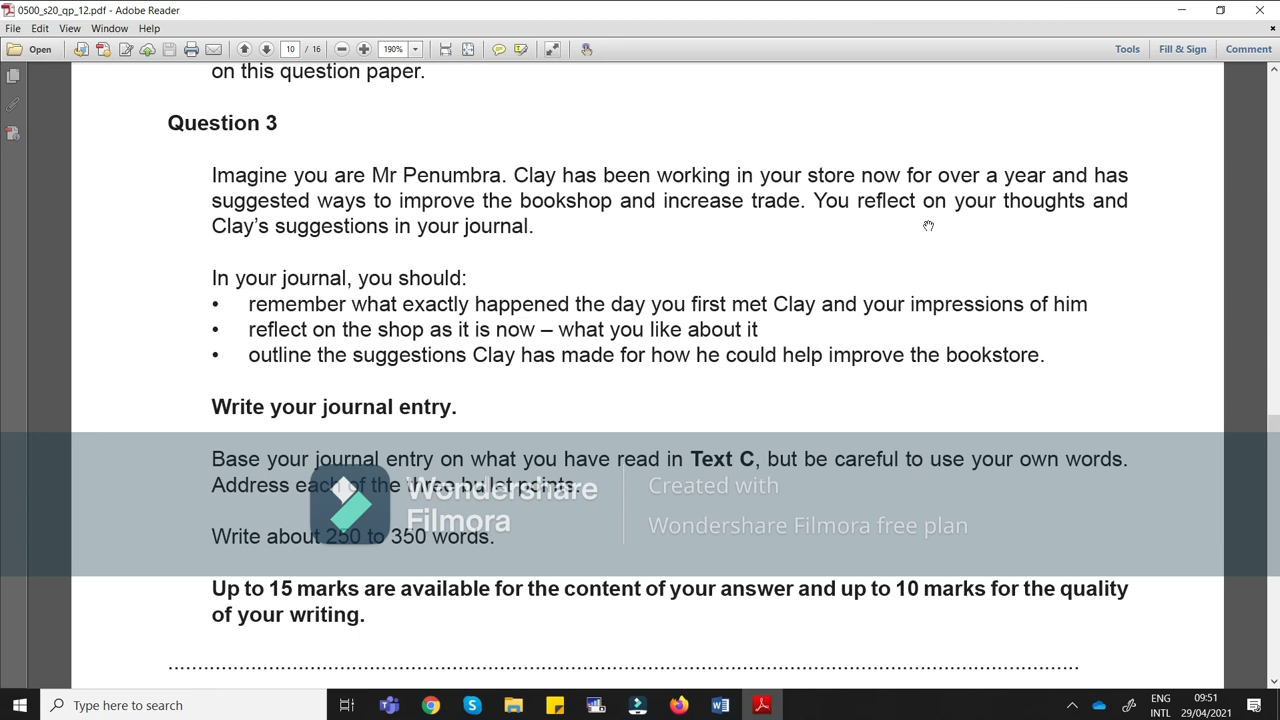 0500_s20_qp_12.pdf - Adobe Reader
File Edit View Window Help
Open 10 / 16 190% Tools Fill & Sign Comment
on this question paper.
Question 3
Imagine you are Mr Penumbra. Clay has been working in your store now for over a year and has
suggested ways to improve the bookshop and increase trade. You reflect on your thoughts and
Clay's suggestions in your journal.
In your journal, you should:
• remember what exactly happened the day you first met Clay and your impressions of him
• reflect on the shop as it is now – what you like about it
• outline the suggestions Clay has made for how he could help improve the bookstore.
Write your journal entry.
Base your journal entry on what you have read in Text C, but be careful to use your own words.
Address each of the three bullet points.
Wondershare
Filmora
Created with
Wondershare Filmora free plan
Write about 250 to 350 words.
Up to 15 marks are available for the content of your answer and up to 10 marks for the quality
of your writing.
Type here to search
ENG
INTL
09:51
29/04/2021